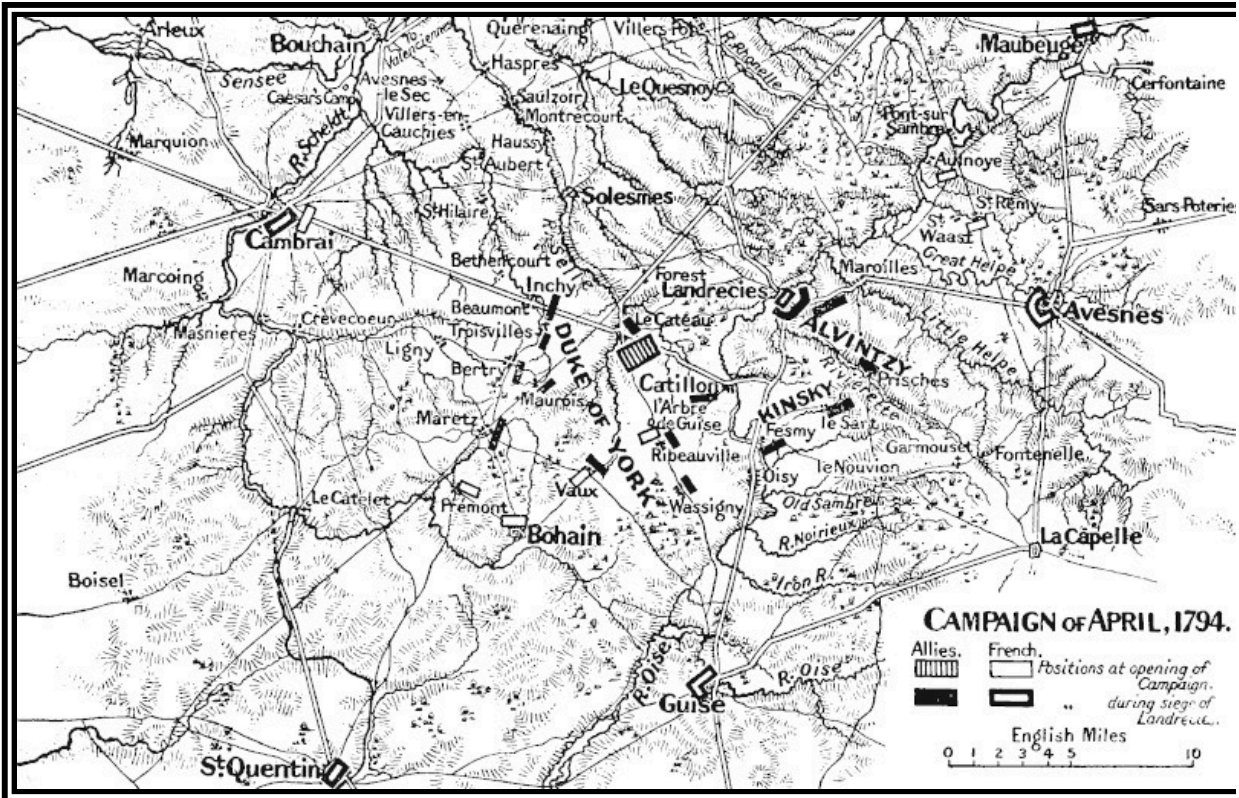 Arleux
Bouchain
To Valenciennes
Querenaing
Villers Pol
R. Rhonelle
Maubeuge
Sensee
Avesnes-le Sec
Haspres
Le Quesnoy
Cerfontaine
Caesars Camp
Villers-en-Cauchies
Saulzoir
Montrecourt
Pont-sur-Sambre
Marquion
R. Scheldt
Haussy
St Aubert
Aulnoye
St Hilaire
Solesmes
St Remy
Sars Poteries
Cambrai
St Waast
Great Helpe
Bethencourt
Marcoing
Inchy
Forest
Landrecies
Maroilles
Avesnes
Beaumont
Troisvilles
Le Catéau
Masnieres
Crevecoeur
Ligny
DUKE OF YORK
ALVINTZY
Little Helpe
Bertry
Catillon
Rivierette
Prisches
Maurois
l'Arbre de Guise
KINSKY
le Sart
Maretz
Fesmy
Garmouset
Ribeauville
Fontenelle
Oisy
le Nouvion
Le Catelet
Premont
Vaux
Wassigny
Old Sambre
R. Noirieux
Bohain
La Capelle
Boisel
Iron R.
CAMPAIGN OF APRIL, 1794.
Allies. French.
Positions at opening of Campaign.
" during siege of
R. Oise
R. Oise
Guise
English Miles
0 1 2 3 4 5 10
St Quentin